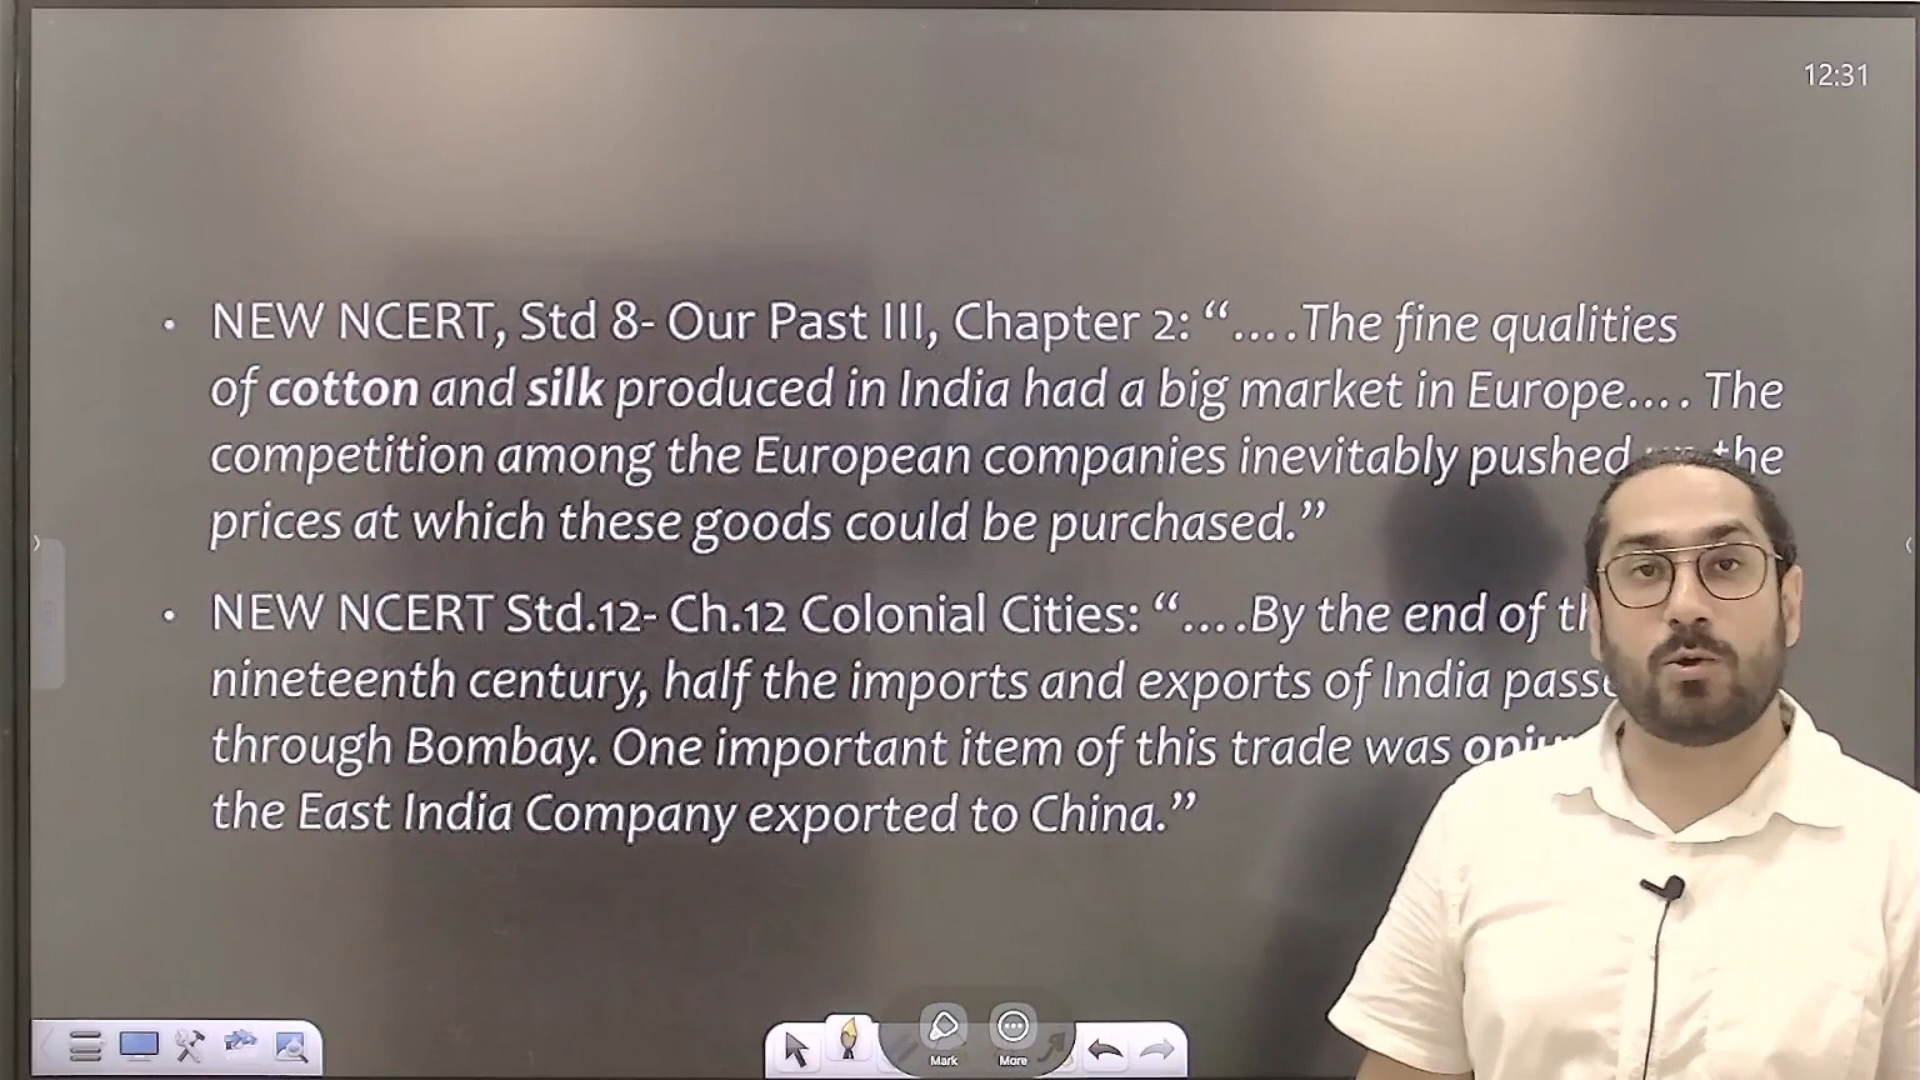 12:31
• NEW NCERT, Std 8- Our Past III, Chapter 2: “....The fine qualities
of cotton and silk produced in India had a big market in Europe.... The
competition among the European companies inevitably pushed the
prices at which these goods could be purchased.”
• NEW NCERT Std.12- Ch.12 Colonial Cities: “....By the end of
nineteenth century, half the imports and exports of India
through Bombay. One important item of this trade was
the East India Company exported to China.”
Mark More